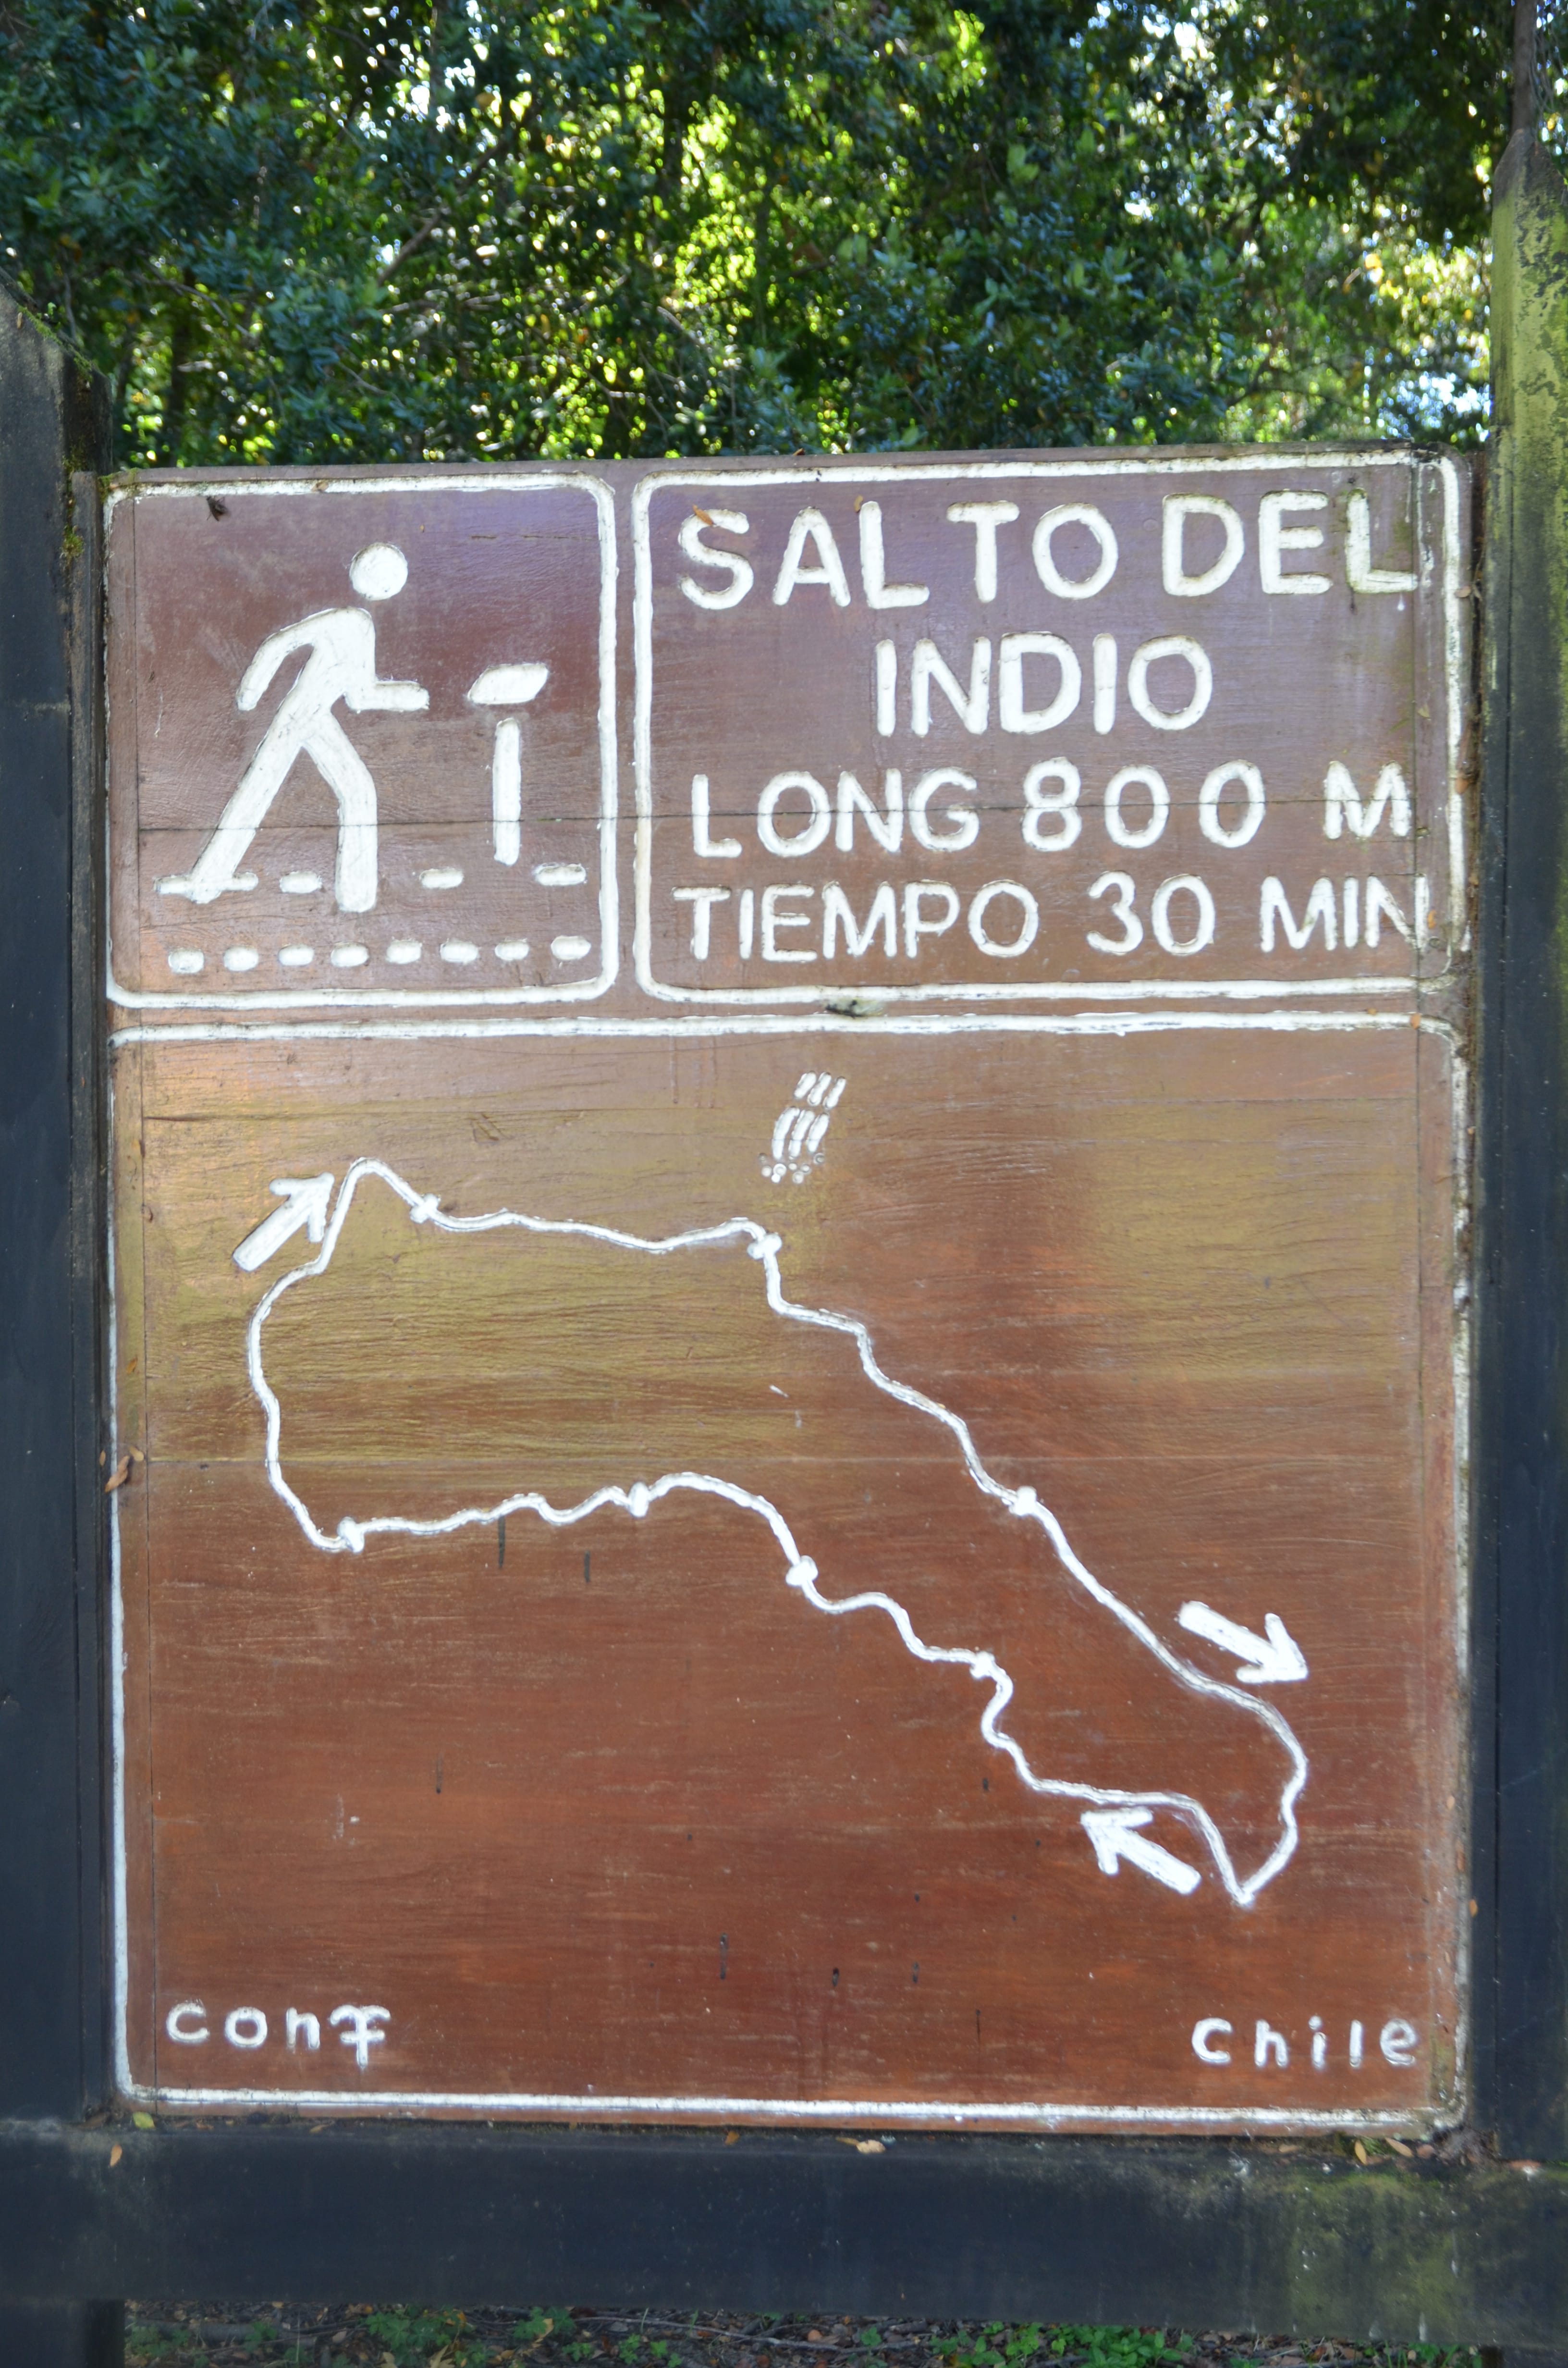 SALTO DEL
INDIO
LONG 800 M
TIEMPO 30 MIN
conaf chile